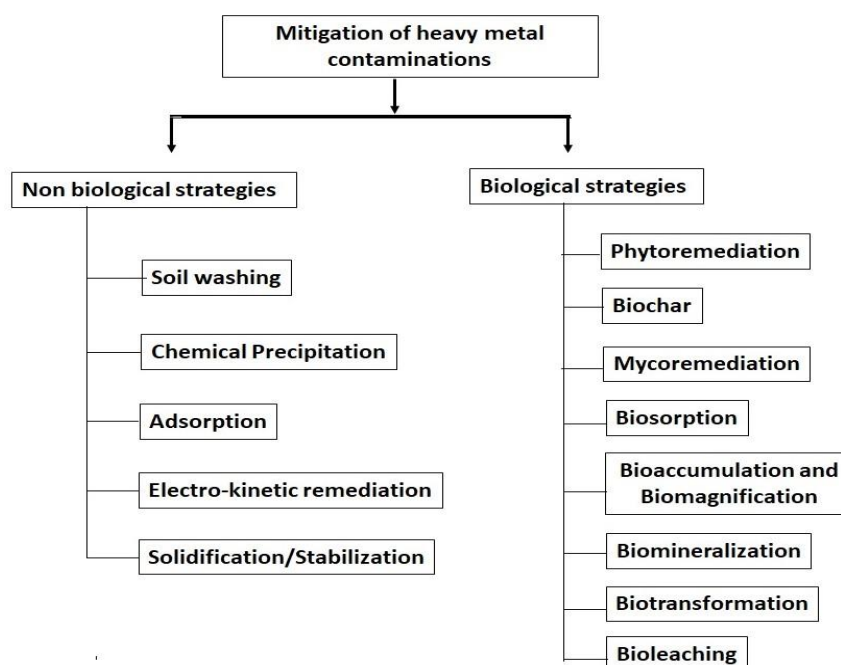 Mitigation of heavy metal
contaminations
Non biological strategies
Soil washing
Chemical Precipitation
Adsorption
Electro-kinetic remediation
Solidification/Stabilization
Biological strategies
Phytoremediation
Biochar
Mycoremediation
Biosorption
Bioaccumulation and
Biomagnification
Biomineralization
Biotransformation
Bioleaching